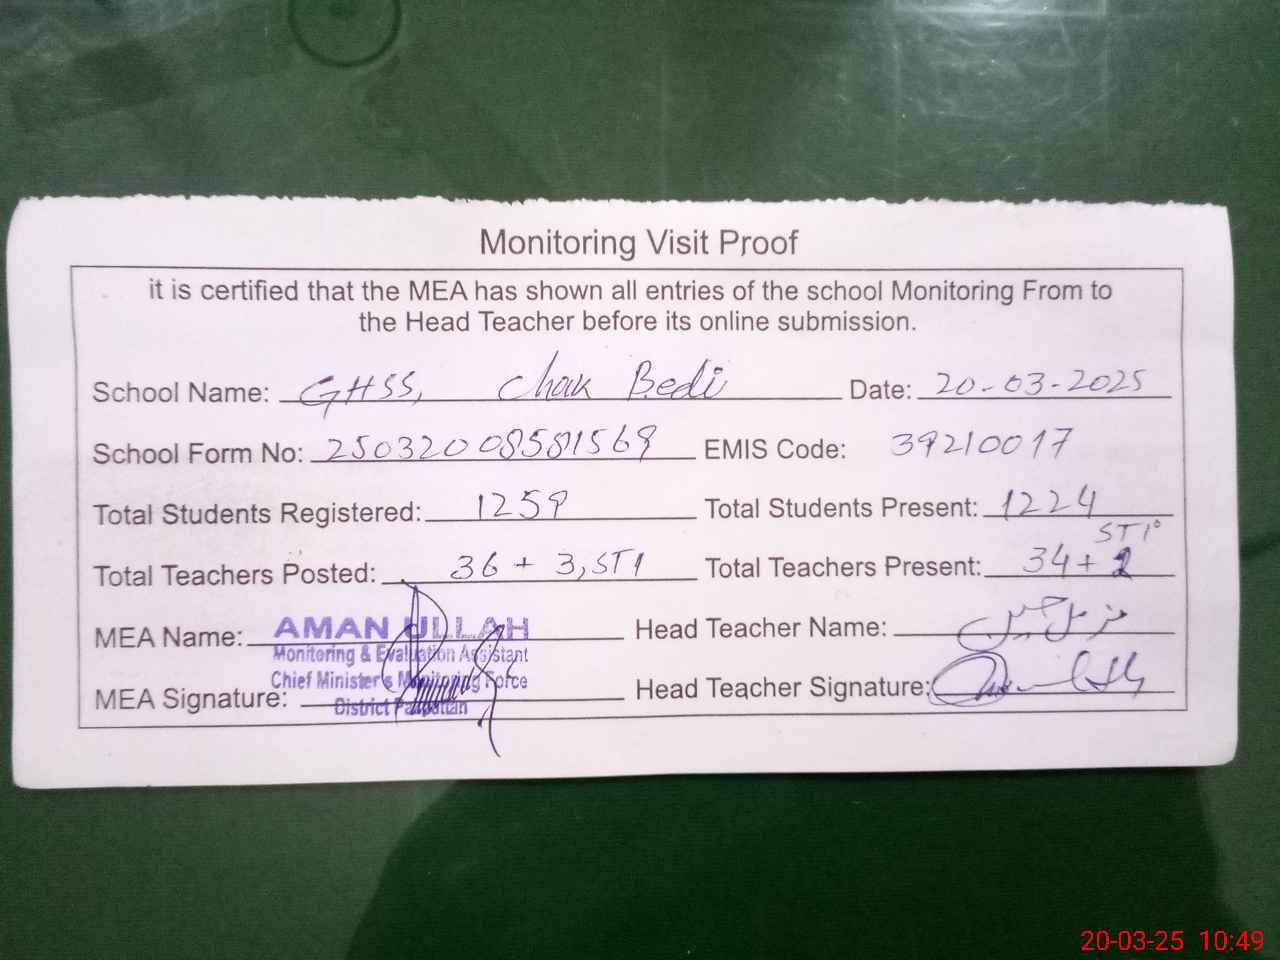 Monitoring Visit Proof
it is certified that the MEA has shown all entries of the school Monitoring From to
the Head Teacher before its online submission.
School Name: GHSS, Chak Bedi Date: 20-03-2025
School Form No: 25032008581569 EMIS Code: 39210017
Total Students Registered: 1259 Total Students Present: 1224
STI
Total Teachers Posted: 36 + 3, STI Total Teachers Present: 34+2
MEA Name: AMAN ULLAH Head Teacher Name: مزمل حسین
Monitoring & Evaluation Assistant
Chief Minister's Monitoring Force
MEA Signature: Head Teacher Signature:
District Pakpattan
20-03-25 10:49